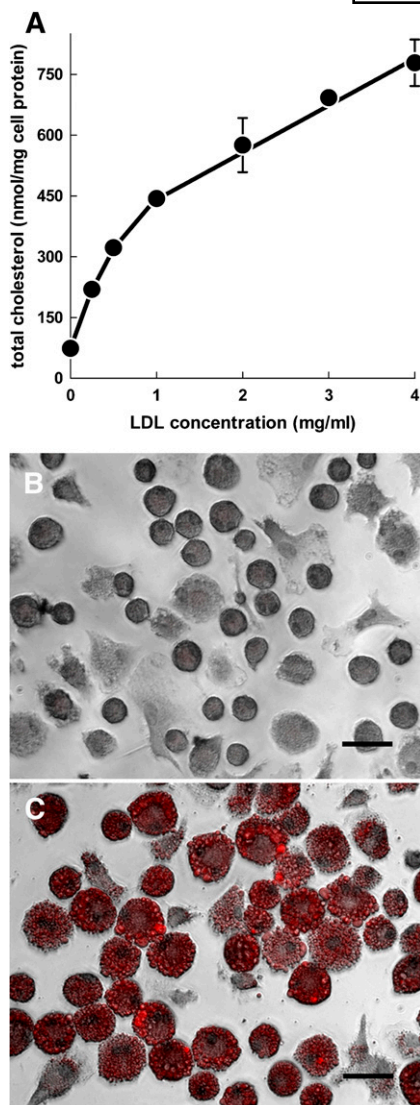 A
total cholesterol (nmol/mg cell protein)
750
600
450
300
150
0
0 1 2 3 4
LDL concentration (mg/ml)
B
C